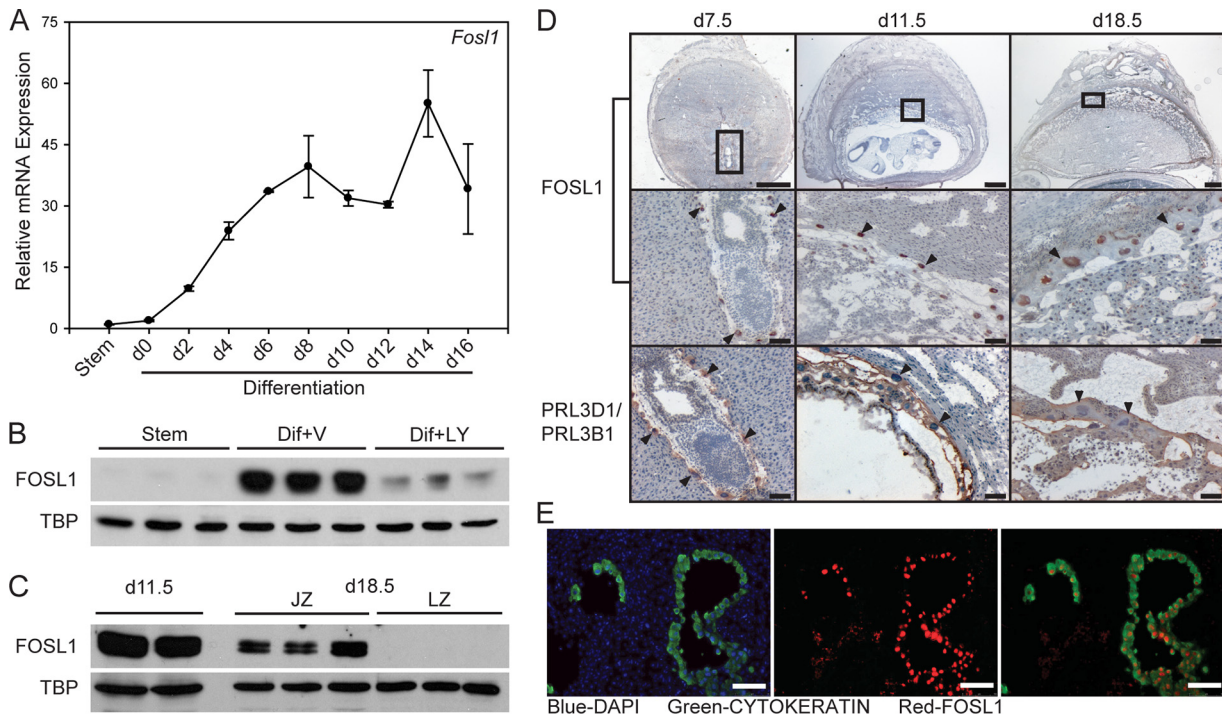 A
Fosl1
Relative mRNA Expression
75
60
45
30
15
0
Stem d0 d2 d4 d6 d8 d10 d12 d14 d16
Differentiation
B
Stem Dif+V Dif+LY
FOSL1
TBP
C
d11.5 d18.5
JZ LZ
FOSL1
TBP
D
d7.5 d11.5 d18.5
FOSL1
PRL3D1/
PRL3B1
E
Blue-DAPI Green-CYTOKERATIN Red-FOSL1